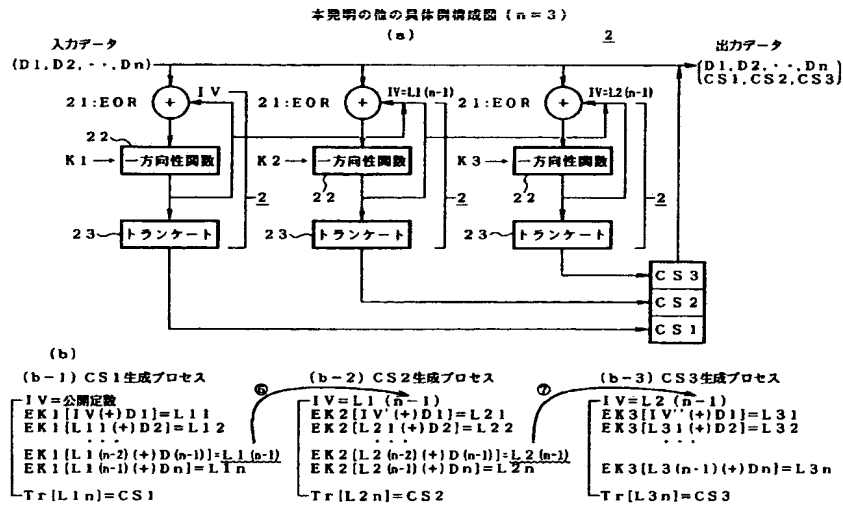 本発明の他の具体例構成図(n=3)
(a)
2
入力データ
(D1,D2,・・,Dn)
出力データ
(D1,D2,・・,Dn
CS1,CS2,CS3)
IV
IV=L1(n-1)
IV=L2(n-1)
21:EOR
21:EOR
21:EOR
22
K1
一方向性関数
K2
一方向性関数
K3
一方向性関数
22
22
2
2
2
23
トランケート
23
トランケート
23
トランケート
CS3
CS2
CS1
(b)
(b-1) CS1生成プロセス
IV=公開定数
EK1[IV(+)D1]=L11
EK1[L11(+)D2]=L12
・・・
EK1[L1(n-2)(+)D(n-1)]=L1(n-1)
EK1[L1(n-1)(+)Dn]=L1n
Tr[L1n]=CS1
⑥
(b-2) CS2生成プロセス
IV=L1(n-1)
EK2[IV'(+)D1]=L21
EK2[L21(+)D2]=L22
・・・
EK2[L2(n-2)(+)D(n-1)]=L2(n-1)
EK2[L2(n-1)(+)Dn]=L2n
Tr[L2n]=CS2
⑦
(b-3) CS3生成プロセス
IV=L2(n-1)
EK3[IV''(+)D1]=L31
EK3[L31(+)D2]=L32
・・・
EK3[L3(n-1)(+)Dn]=L3n
Tr[L3n]=CS3